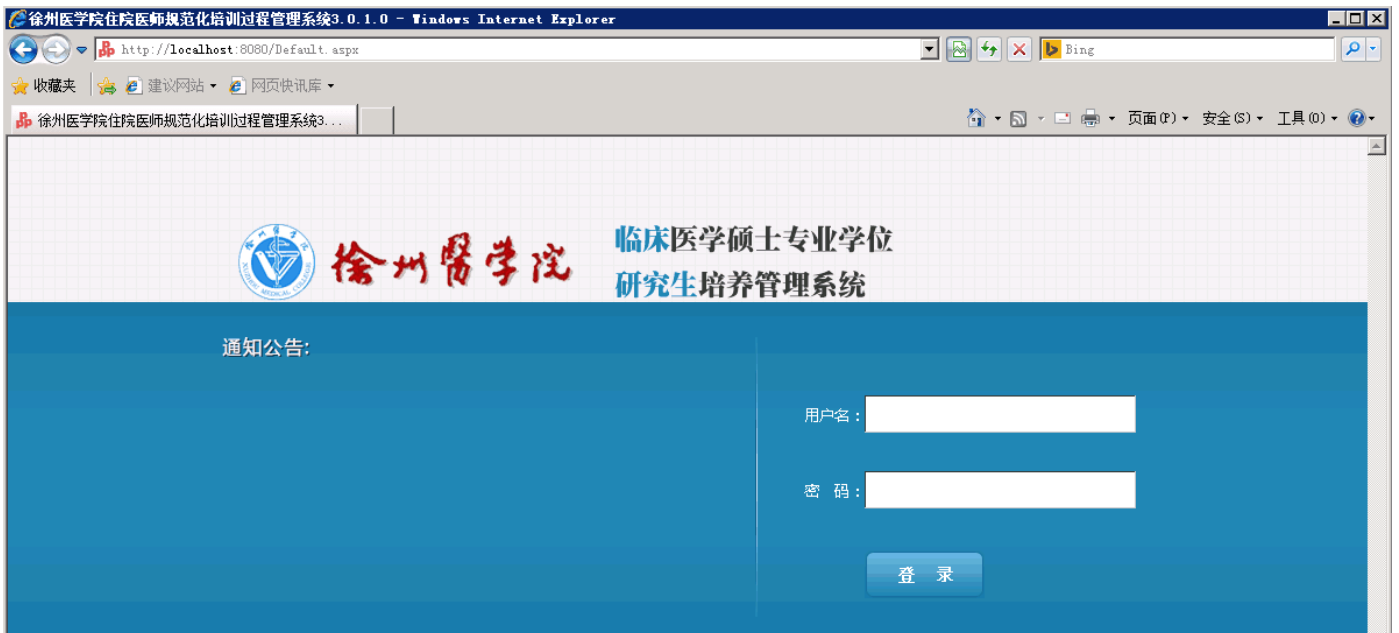 徐州医学院住院医师规范化培训过程管理系统3.0.1.0 - Windows Internet Explorer
http://localhost:8080/Default.aspx
Bing
收藏夹 建议网站 网页快讯库
徐州医学院住院医师规范化培训过程管理系统3...
页面(P) 安全(S) 工具(O)
徐州醫学院
临床医学硕士专业学位
研究生培养管理系统
通知公告:
用户名：
密 码：
登 录